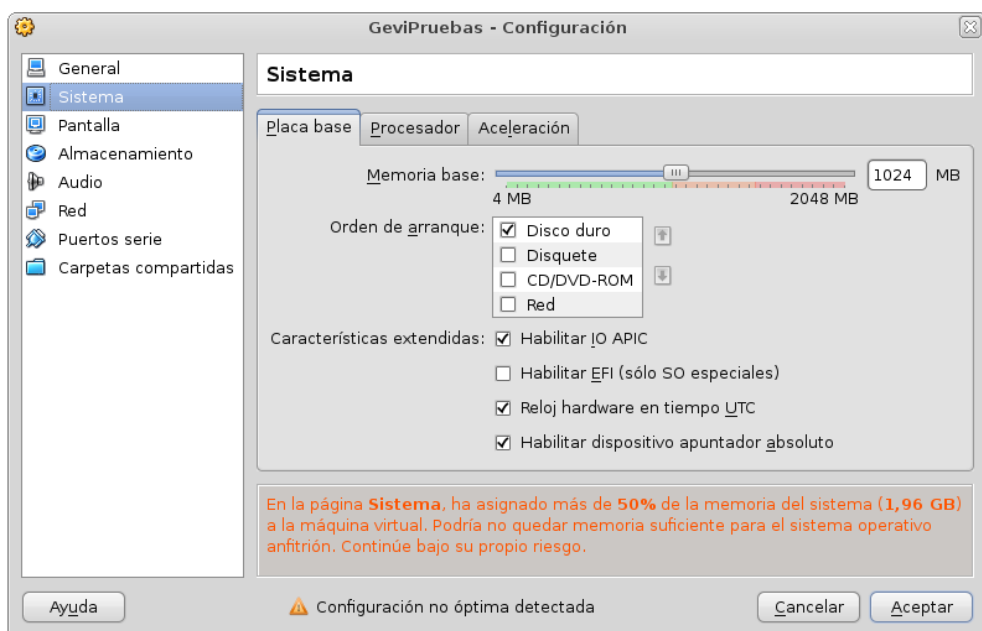 GeviPruebas - Configuración
General
Sistema
Pantalla
Almacenamiento
Audio
Red
Puertos serie
Carpetas compartidas
Sistema
Placa base Procesador Aceleración
Memoria base: 1024 MB
4 MB 2048 MB
Orden de arranque: Disco duro
Disquete
CD/DVD-ROM
Red
Características extendidas: Habilitar IO APIC
Habilitar EFI (sólo SO especiales)
Reloj hardware en tiempo UTC
Habilitar dispositivo apuntador absoluto
En la página Sistema, ha asignado más de 50% de la memoria del sistema (1,96 GB)
a la máquina virtual. Podría no quedar memoria suficiente para el sistema operativo
anfitrión. Continúe bajo su propio riesgo.
Ayuda Configuración no óptima detectada Cancelar Aceptar